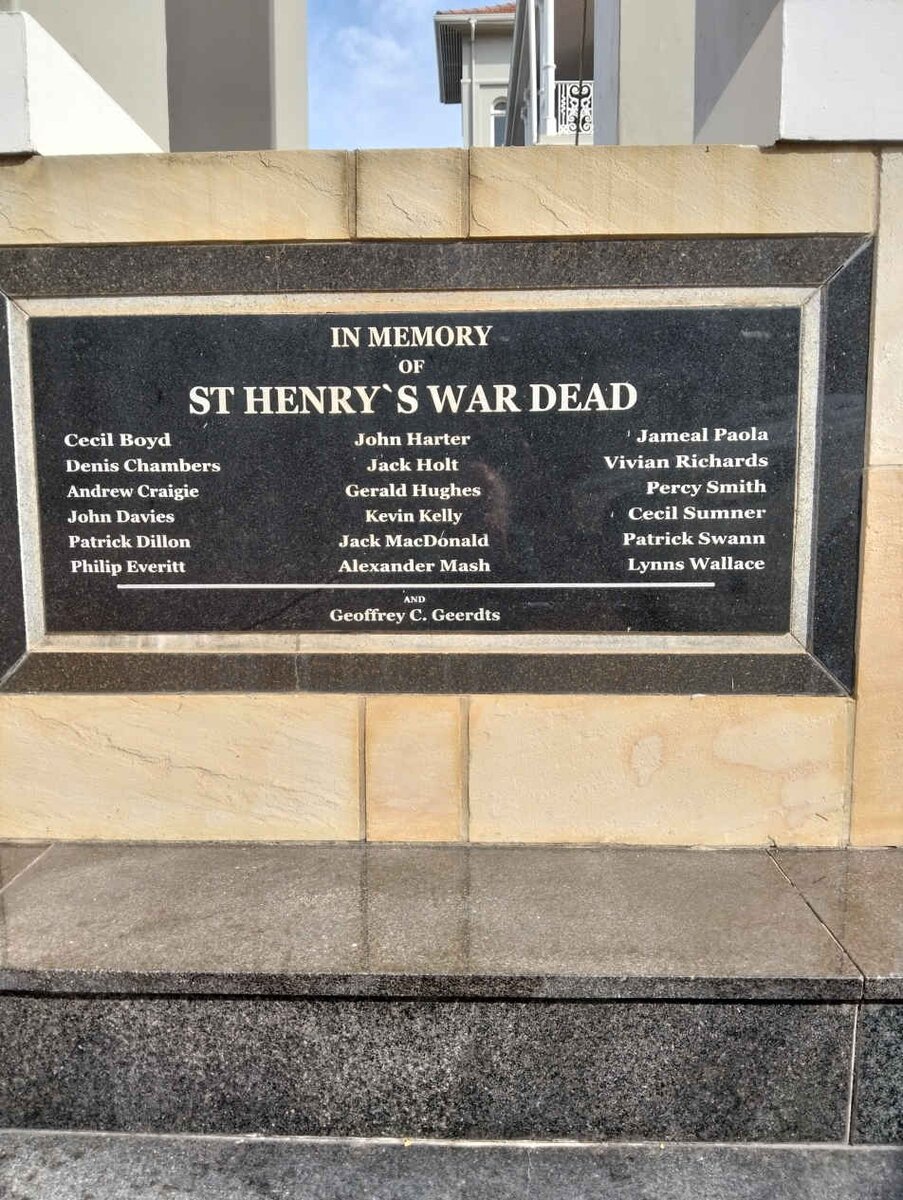 IN MEMORY
OF
ST HENRY`S WAR DEAD
Cecil Boyd
Denis Chambers
Andrew Craigie
John Davies
Patrick Dillon
Philip Everitt
John Harter
Jack Holt
Gerald Hughes
Kevin Kelly
Jack MacDonald
Alexander Mash
Jameal Paola
Vivian Richards
Percy Smith
Cecil Sumner
Patrick Swann
Lynns Wallace
AND
Geoffrey C. Geerdts